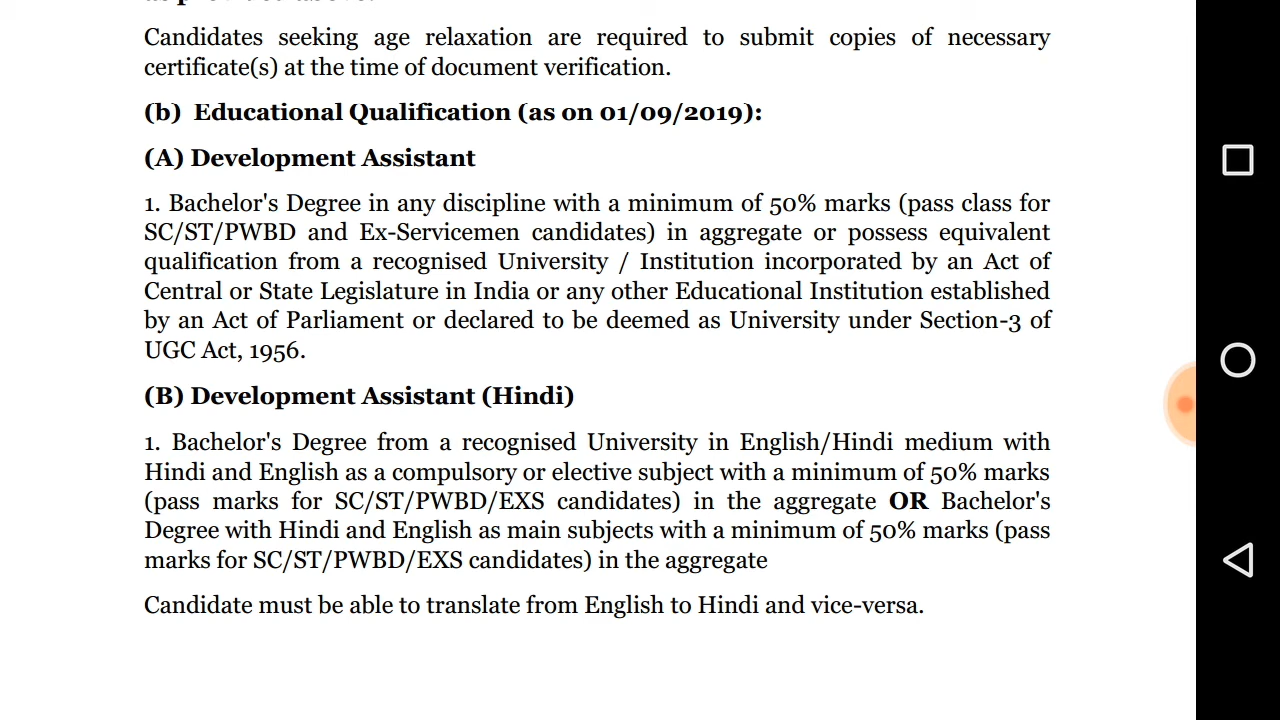 Candidates seeking age relaxation are required to submit copies of necessary
certificate(s) at the time of document verification.
(b) Educational Qualification (as on 01/09/2019):
(A) Development Assistant
1. Bachelor's Degree in any discipline with a minimum of 50% marks (pass class for
SC/ST/PWBD and Ex-Servicemen candidates) in aggregate or possess equivalent
qualification from a recognised University / Institution incorporated by an Act of
Central or State Legislature in India or any other Educational Institution established
by an Act of Parliament or declared to be deemed as University under Section-3 of
UGC Act, 1956.
(B) Development Assistant (Hindi)
1. Bachelor's Degree from a recognised University in English/Hindi medium with
Hindi and English as a compulsory or elective subject with a minimum of 50% marks
(pass marks for SC/ST/PWBD/EXS candidates) in the aggregate OR Bachelor's
Degree with Hindi and English as main subjects with a minimum of 50% marks (pass
marks for SC/ST/PWBD/EXS candidates) in the aggregate
Candidate must be able to translate from English to Hindi and vice-versa.